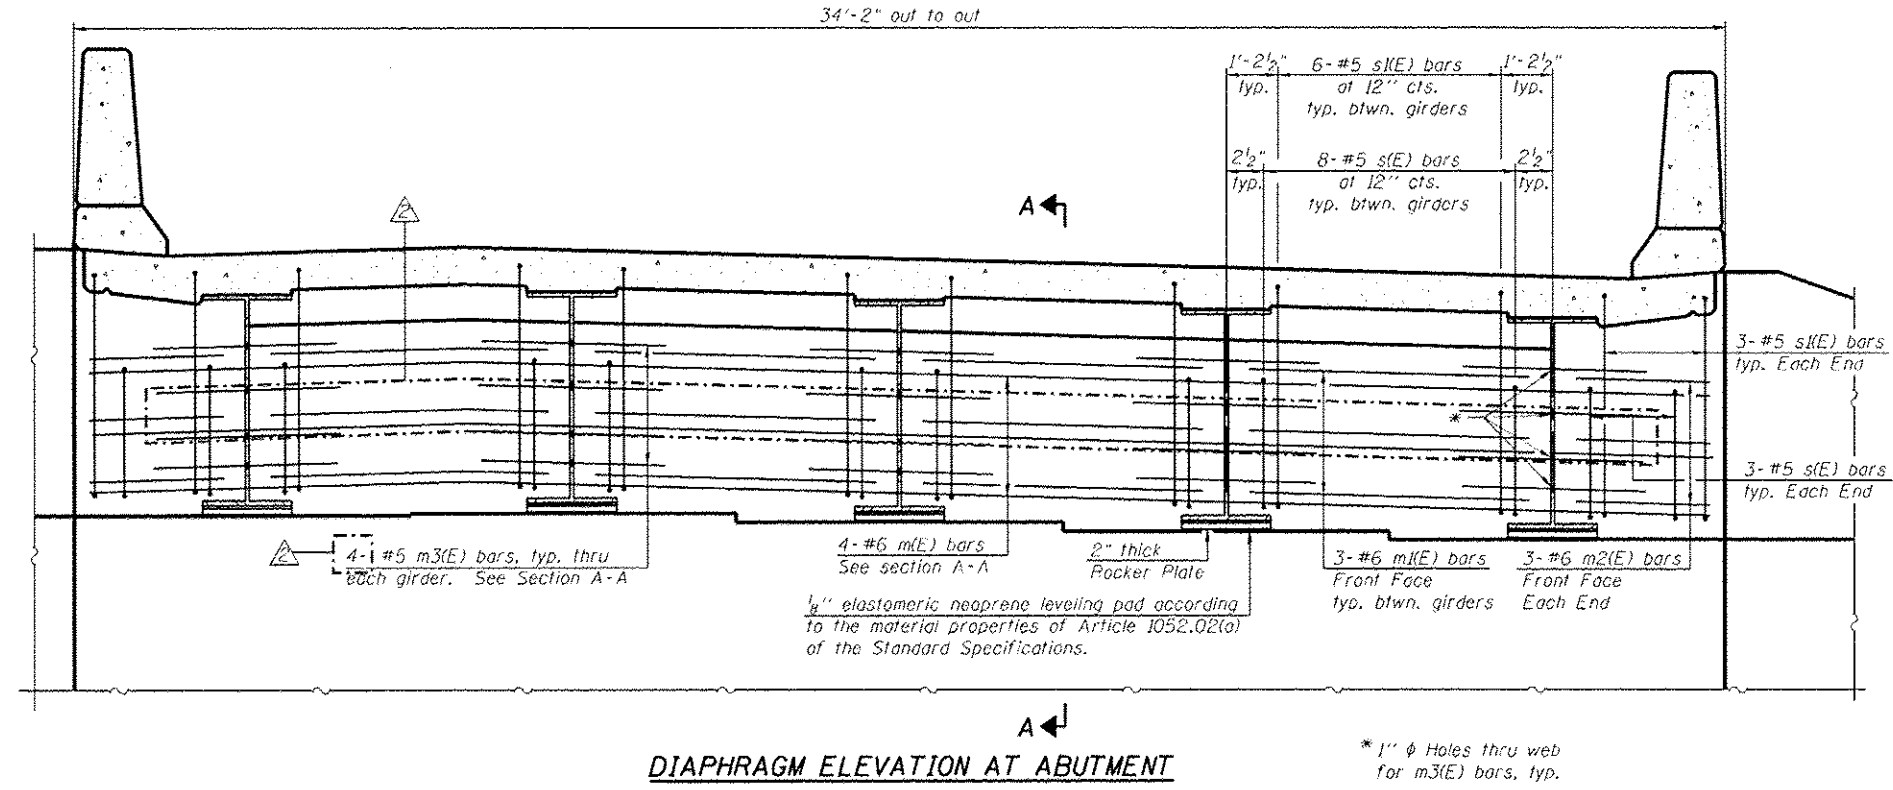 34'-2" out to out
1'-2½" typ.
6-#5 s1(E) bars
at 12" cts.
typ. btwn. girders
1'-2½" typ.
2½" typ.
8-#5 s(E) bars
at 12" cts.
typ. btwn. girders
2½" typ.
2
A
3-#5 s1(E) bars
typ. Each End
*
3-#5 s(E) bars
typ. Each End
2
4-#5 m3(E) bars, typ. thru
each girder. See Section A-A
4-#6 m(E) bars
See section A-A
2" thick
Rocker Plate
3-#6 m1(E) bars
Front Face
typ. btwn. girders
3-#6 m2(E) bars
Front Face
Each End
⅛" elastomeric neoprene leveling pad according
to the material properties of Article 1052.02(a)
of the Standard Specifications.
A
DIAPHRAGM ELEVATION AT ABUTMENT
* 1" ϕ Holes thru web
for m3(E) bars, typ.